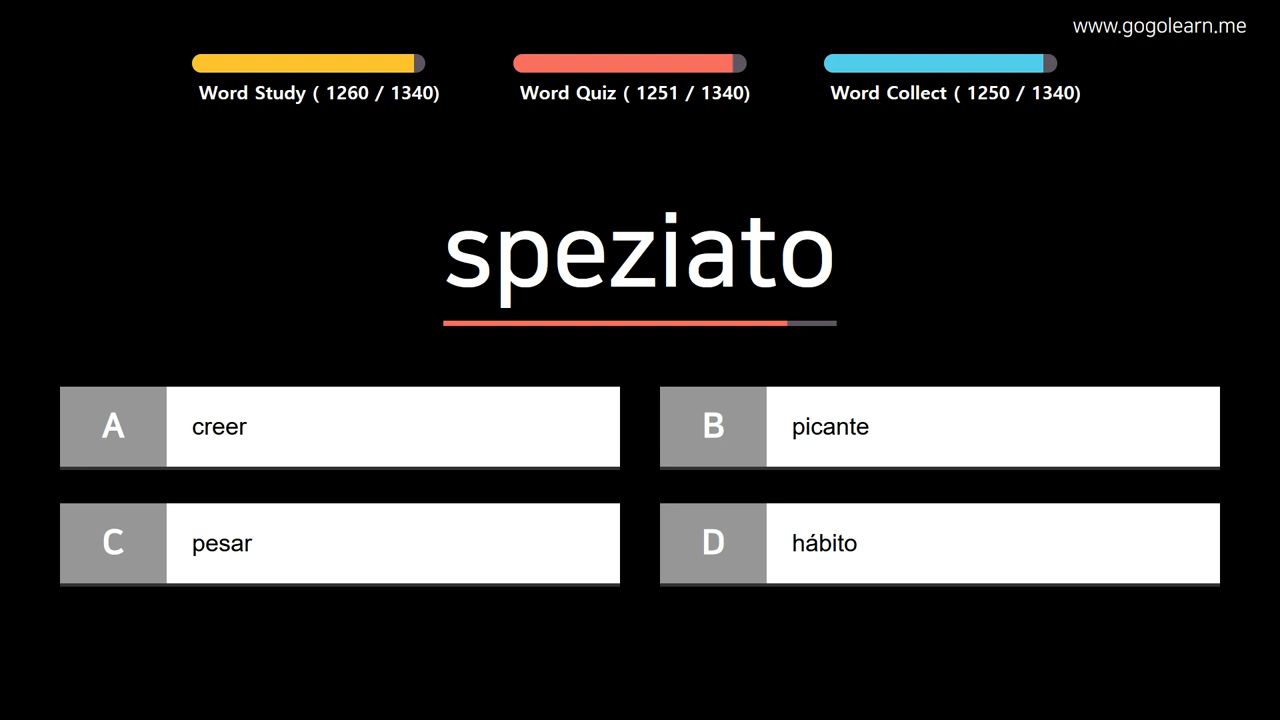 www.gogolearn.me
Word Study ( 1260 / 1340)
Word Quiz ( 1251 / 1340)
Word Collect ( 1250 / 1340)
speziato
A creer
B picante
C pesar
D hábito